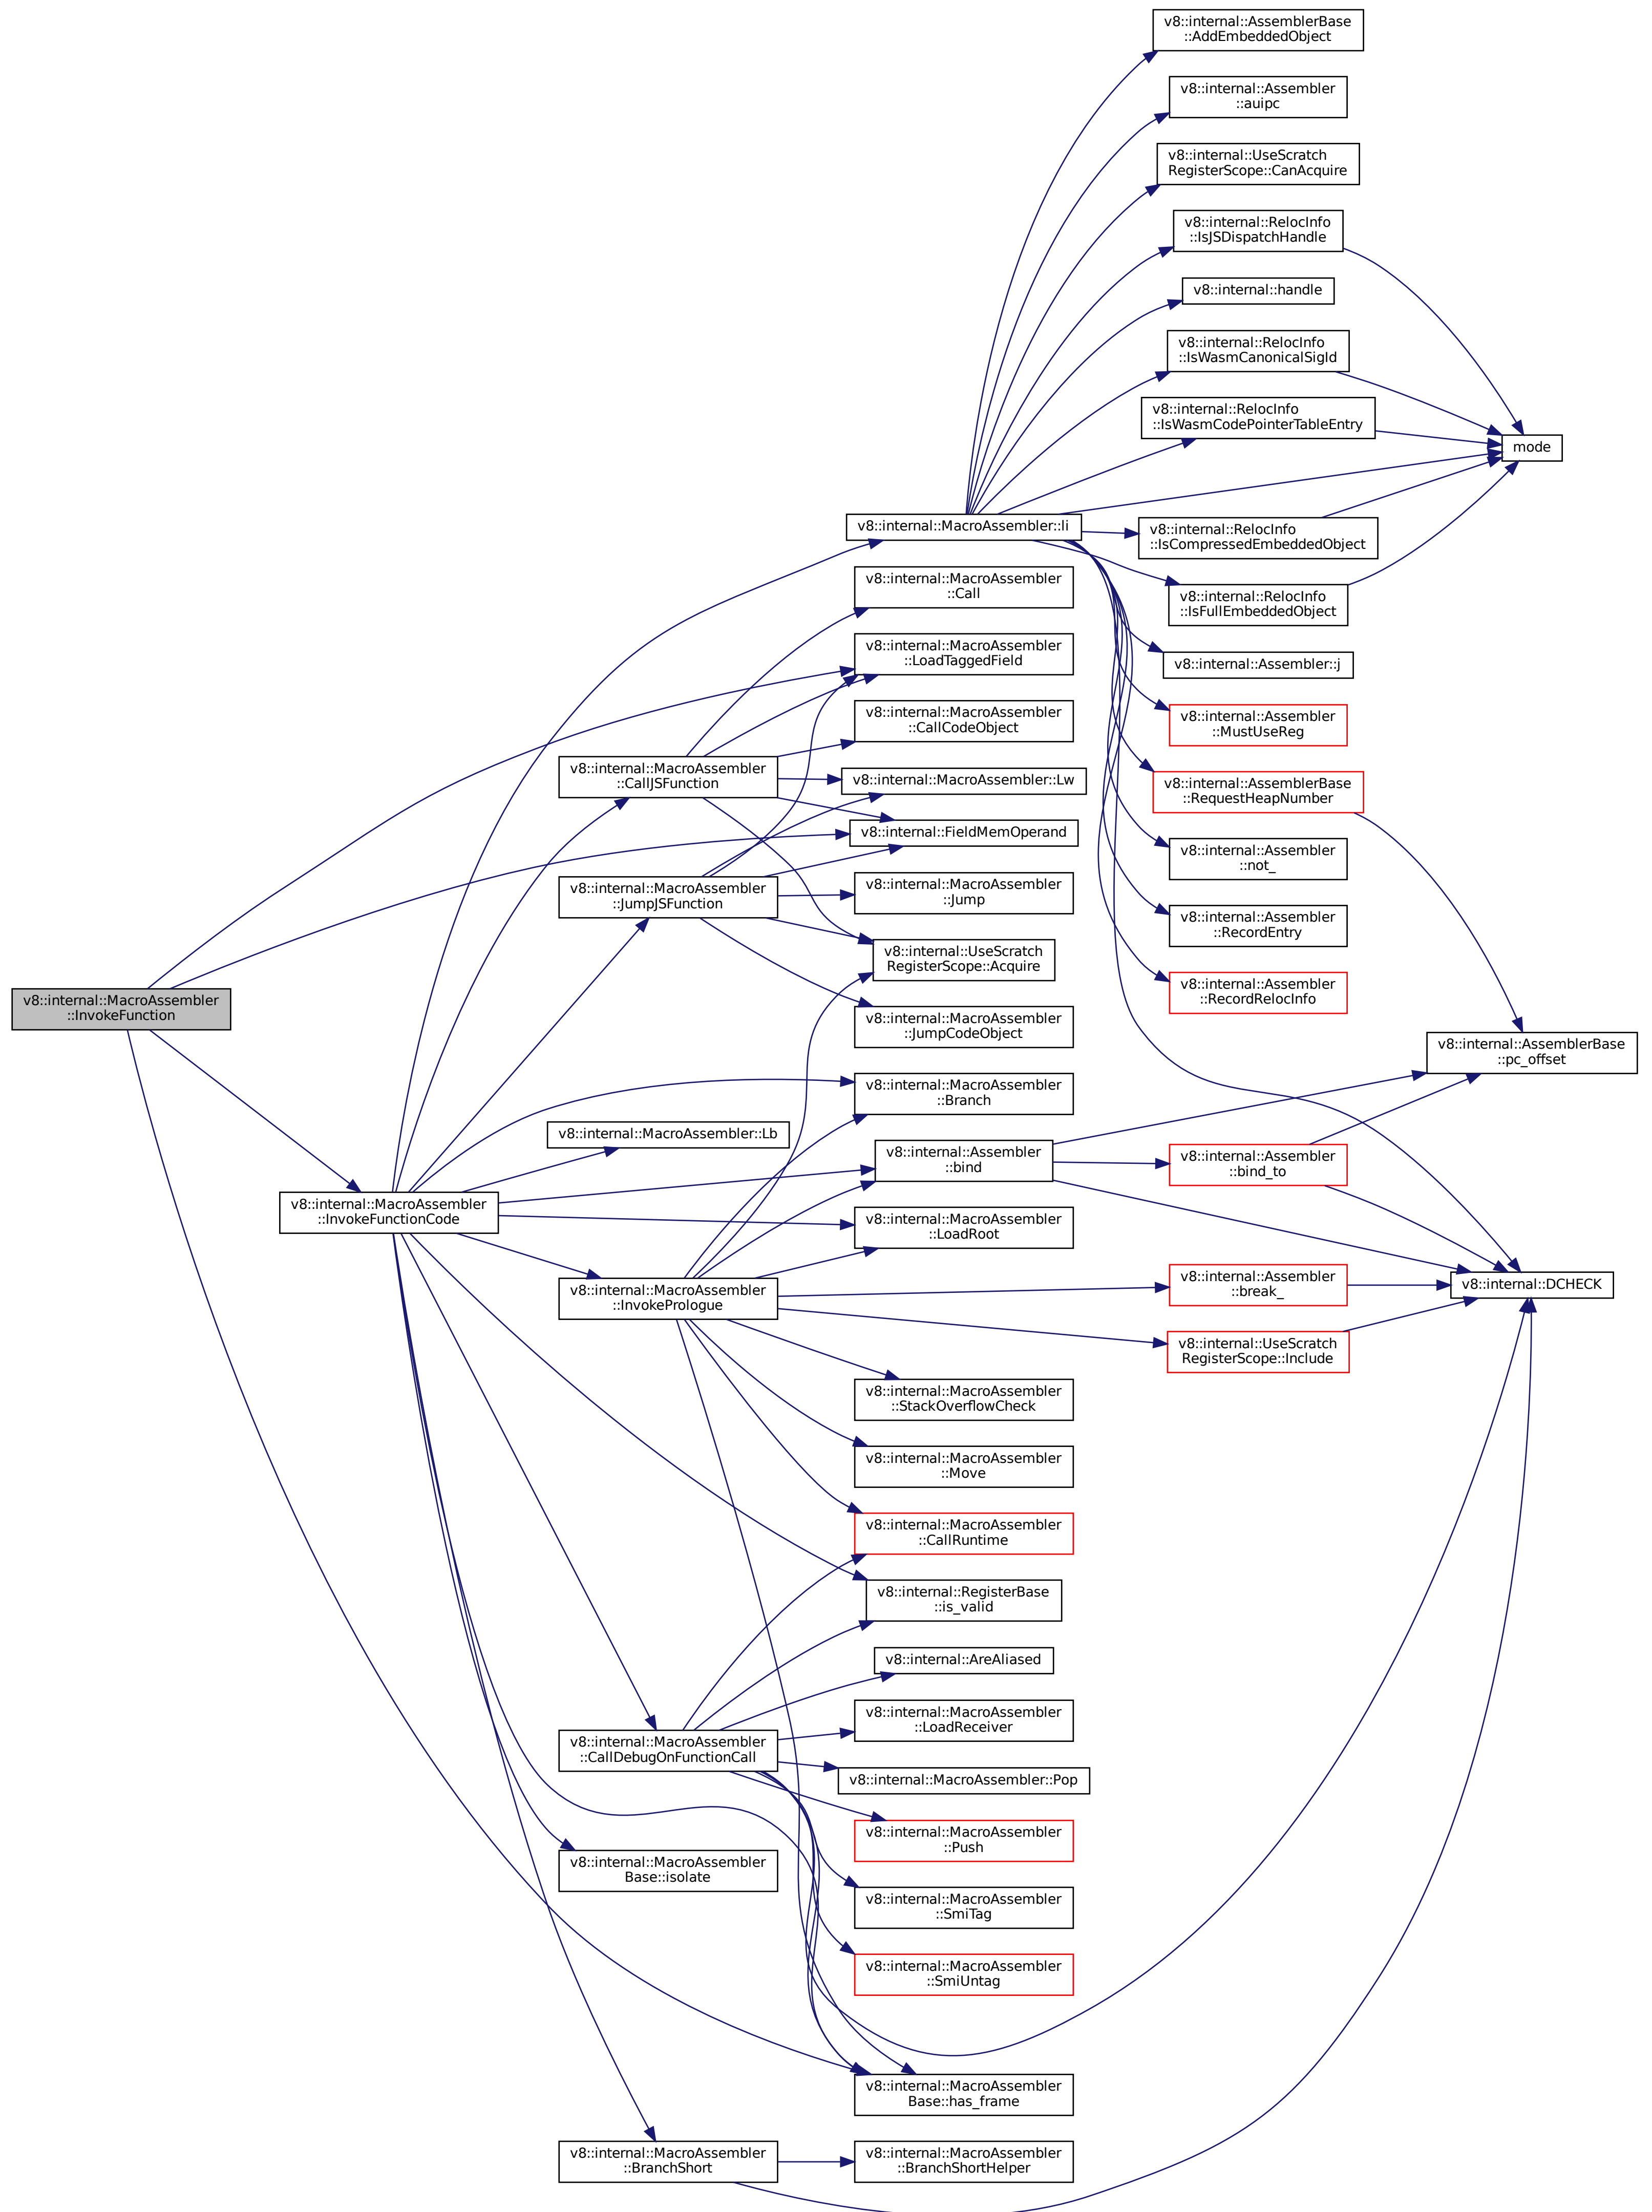 v8::internal::AssemblerBase
::AddEmbeddedObject
v8::internal::Assembler
::auipc
v8::internal::UseScratch
RegisterScope::CanAcquire
v8::internal::RelocInfo
::IsJSDispatchHandle
v8::internal::handle
v8::internal::RelocInfo
::IsWasmCanonicalSigId
v8::internal::RelocInfo
::IsWasmCodePointerTableEntry
mode
v8::internal::MacroAssembler::li
v8::internal::RelocInfo
::IsCompressedEmbeddedObject
v8::internal::MacroAssembler
::Call
v8::internal::RelocInfo
::IsFullEmbeddedObject
v8::internal::MacroAssembler
::LoadTaggedField
v8::internal::Assembler::j
v8::internal::MacroAssembler
::CallCodeObject
v8::internal::Assembler
::MustUseReg
v8::internal::MacroAssembler
::CallJSFunction
v8::internal::MacroAssembler::Lw
v8::internal::AssemblerBase
::RequestHeapNumber
v8::internal::FieldMemOperand
v8::internal::Assembler
::not_
v8::internal::MacroAssembler
::JumpJSFunction
v8::internal::MacroAssembler
::Jump
v8::internal::Assembler
::RecordEntry
v8::internal::UseScratch
RegisterScope::Acquire
v8::internal::Assembler
::RecordRelocInfo
v8::internal::MacroAssembler
::InvokeFunction
v8::internal::MacroAssembler
::JumpCodeObject
v8::internal::AssemblerBase
::pc_offset
v8::internal::MacroAssembler
::Branch
v8::internal::MacroAssembler::Lb
v8::internal::Assembler
::bind
v8::internal::Assembler
::bind_to
v8::internal::MacroAssembler
::InvokeFunctionCode
v8::internal::MacroAssembler
::LoadRoot
v8::internal::MacroAssembler
::InvokePrologue
v8::internal::Assembler
::break_
v8::internal::DCHECK
v8::internal::UseScratch
RegisterScope::Include
v8::internal::MacroAssembler
::StackOverflowCheck
v8::internal::MacroAssembler
::Move
v8::internal::MacroAssembler
::CallRuntime
v8::internal::RegisterBase
::is_valid
v8::internal::AreAliased
v8::internal::MacroAssembler
::LoadReceiver
v8::internal::MacroAssembler
::CallDebugOnFunctionCall
v8::internal::MacroAssembler::Pop
v8::internal::MacroAssembler
::Push
v8::internal::MacroAssembler
Base::isolate
v8::internal::MacroAssembler
::SmiTag
v8::internal::MacroAssembler
::SmiUntag
v8::internal::MacroAssembler
Base::has_frame
v8::internal::MacroAssembler
::BranchShort
v8::internal::MacroAssembler
::BranchShortHelper